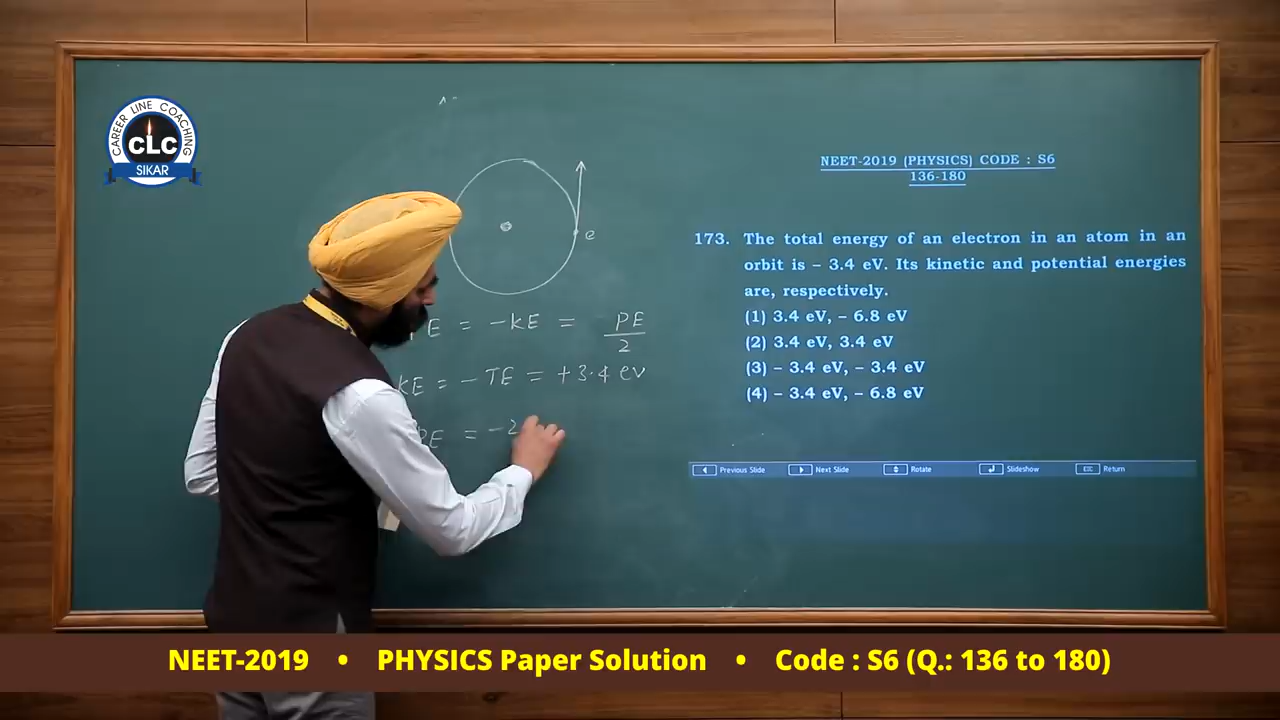 CAREER LINE COACHING
CLC
SIKAR
e
E = -KE = PE
2
KE = - TE = +3.4 eV
PE = -2
NEET-2019 (PHYSICS) CODE : S6
136-180
173. The total energy of an electron in an atom in an
orbit is – 3.4 eV. Its kinetic and potential energies
are, respectively.
(1) 3.4 eV, – 6.8 eV
(2) 3.4 eV, 3.4 eV
(3) – 3.4 eV, – 3.4 eV
(4) – 3.4 eV, – 6.8 eV
Previous Slide Next Slide Rotate Slideshow ESC Return
NEET-2019 • PHYSICS Paper Solution • Code : S6 (Q.: 136 to 180)